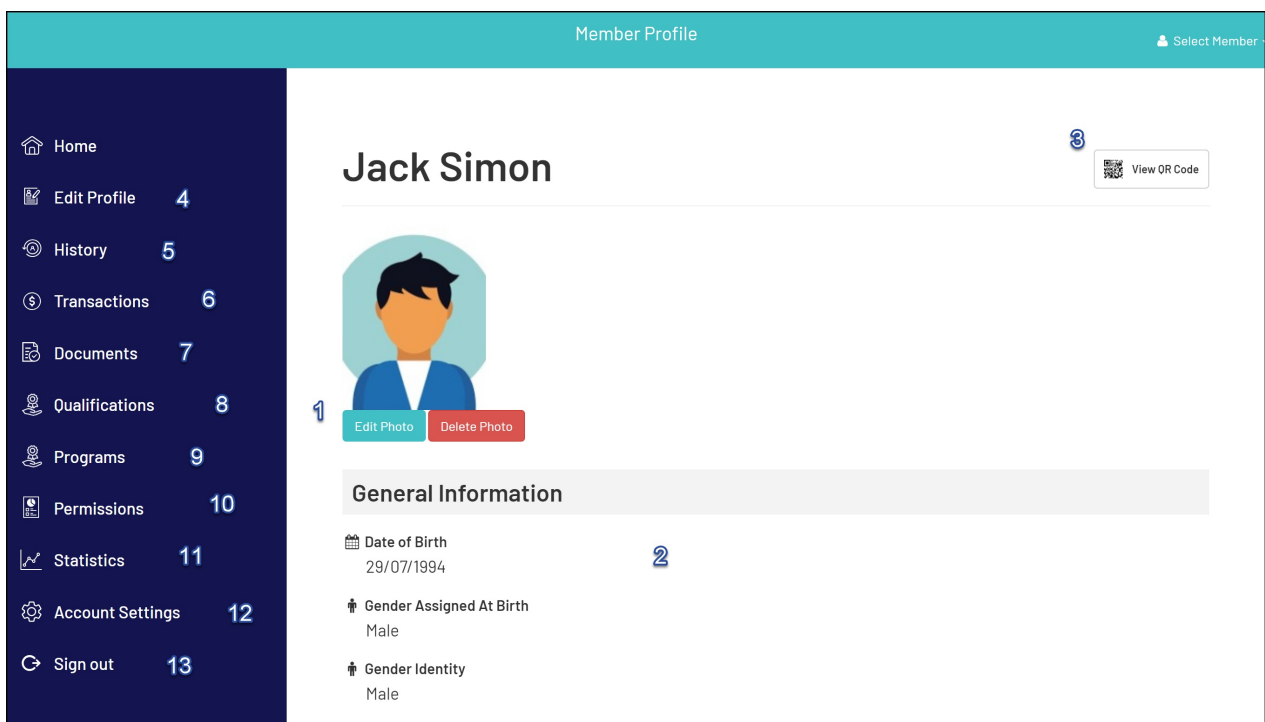 Member Profile
Select Member
Home
Edit Profile 4
History 5
Transactions 6
Documents 7
Qualifications 8
Programs 9
Permissions 10
Statistics 11
Account Settings 12
Sign out 13
3
Jack Simon
View QR Code
1
Edit Photo Delete Photo
General Information
Date of Birth
2
29/07/1994
Gender Assigned At Birth
Male
Gender Identity
Male